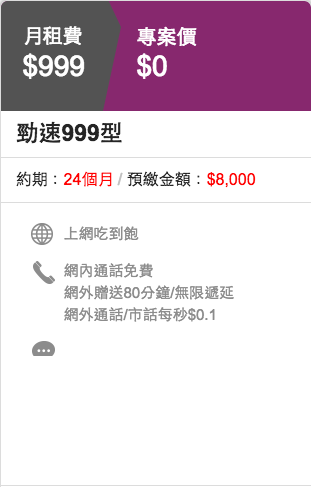 月租費
$999
專案價
$0
勁速999型
約期：24個月 / 預繳金額：$8,000
上網吃到飽
網內通話免費
網外贈送80分鐘/無限遞延
網外通話/市話每秒$0.1